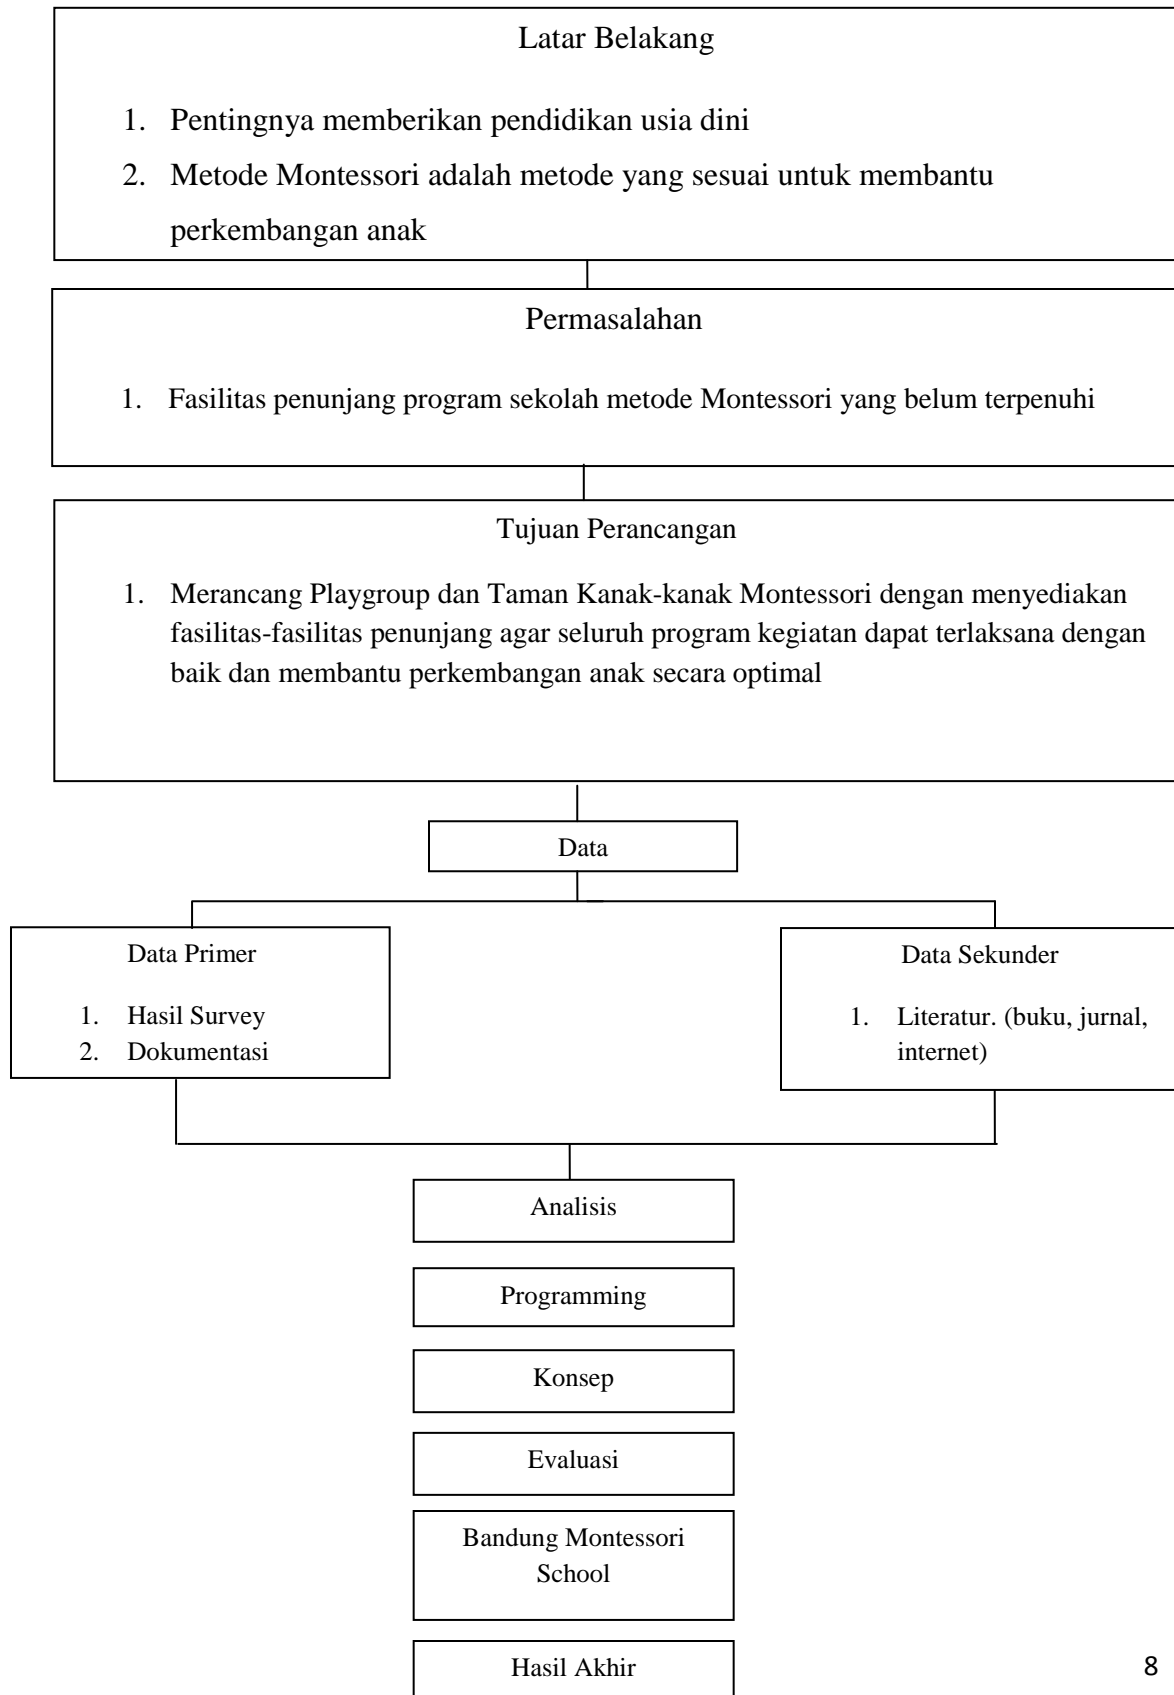 Latar Belakang
1. Pentingnya memberikan pendidikan usia dini
2. Metode Montessori adalah metode yang sesuai untuk membantu
perkembangan anak
Permasalahan
1. Fasilitas penunjang program sekolah metode Montessori yang belum terpenuhi
Tujuan Perancangan
1. Merancang Playgroup dan Taman Kanak-kanak Montessori dengan menyediakan
fasilitas-fasilitas penunjang agar seluruh program kegiatan dapat terlaksana dengan
baik dan membantu perkembangan anak secara optimal
Data
Data Primer
1. Hasil Survey
2. Dokumentasi
Data Sekunder
1. Literatur. (buku, jurnal,
internet)
Analisis
Programming
Konsep
Evaluasi
Bandung Montessori
School
Hasil Akhir
8